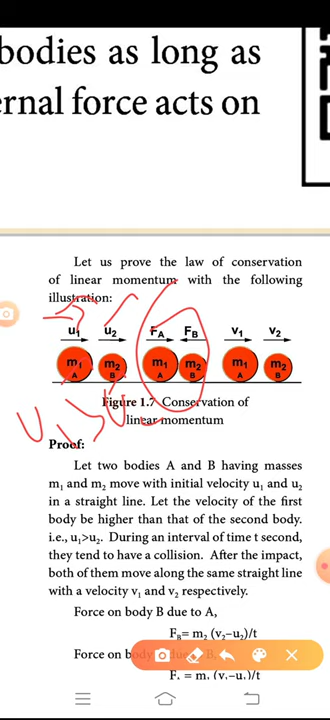 bodies as long as
ernal force acts on
Let us prove the law of conservation
of linear momentum with the following
illustration:
u₁ u₂ FA FB v₁ v₂
m₁ m₂ m₁ m₂ m₁ m₂
A B A B A B
Figure 1.7 Conservation of
linear momentum
Proof:
Let two bodies A and B having masses
m₁ and m₂ move with initial velocity u₁ and u₂
in a straight line. Let the velocity of the first
body be higher than that of the second body.
i.e., u₁>u₂. During an interval of time t second,
they tend to have a collision. After the impact,
both of them move along the same straight line
with a velocity v₁ and v₂ respectively.
Force on body B due to A,
FB= m₂ (v₂–u₂)/t
Force on